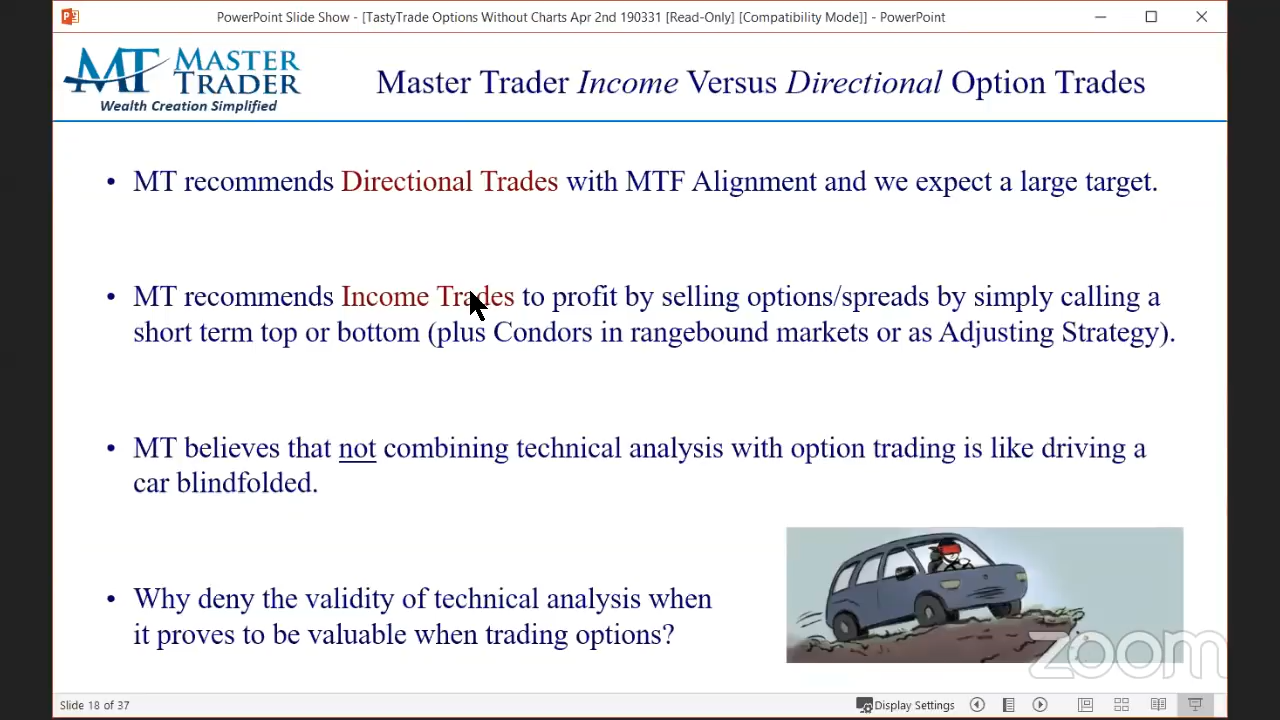 PowerPoint Slide Show - [TastyTrade Options Without Charts Apr 2nd 190331 [Read-Only] [Compatibility Mode]] - PowerPoint
MT MASTER
TRADER
Wealth Creation Simplified
Master Trader Income Versus Directional Option Trades
• MT recommends Directional Trades with MTF Alignment and we expect a large target.
• MT recommends Income Trades to profit by selling options/spreads by simply calling a
short term top or bottom (plus Condors in rangebound markets or as Adjusting Strategy).
• MT believes that not combining technical analysis with option trading is like driving a
car blindfolded.
• Why deny the validity of technical analysis when
it proves to be valuable when trading options?
zoom
Slide 18 of 37
Display Settings